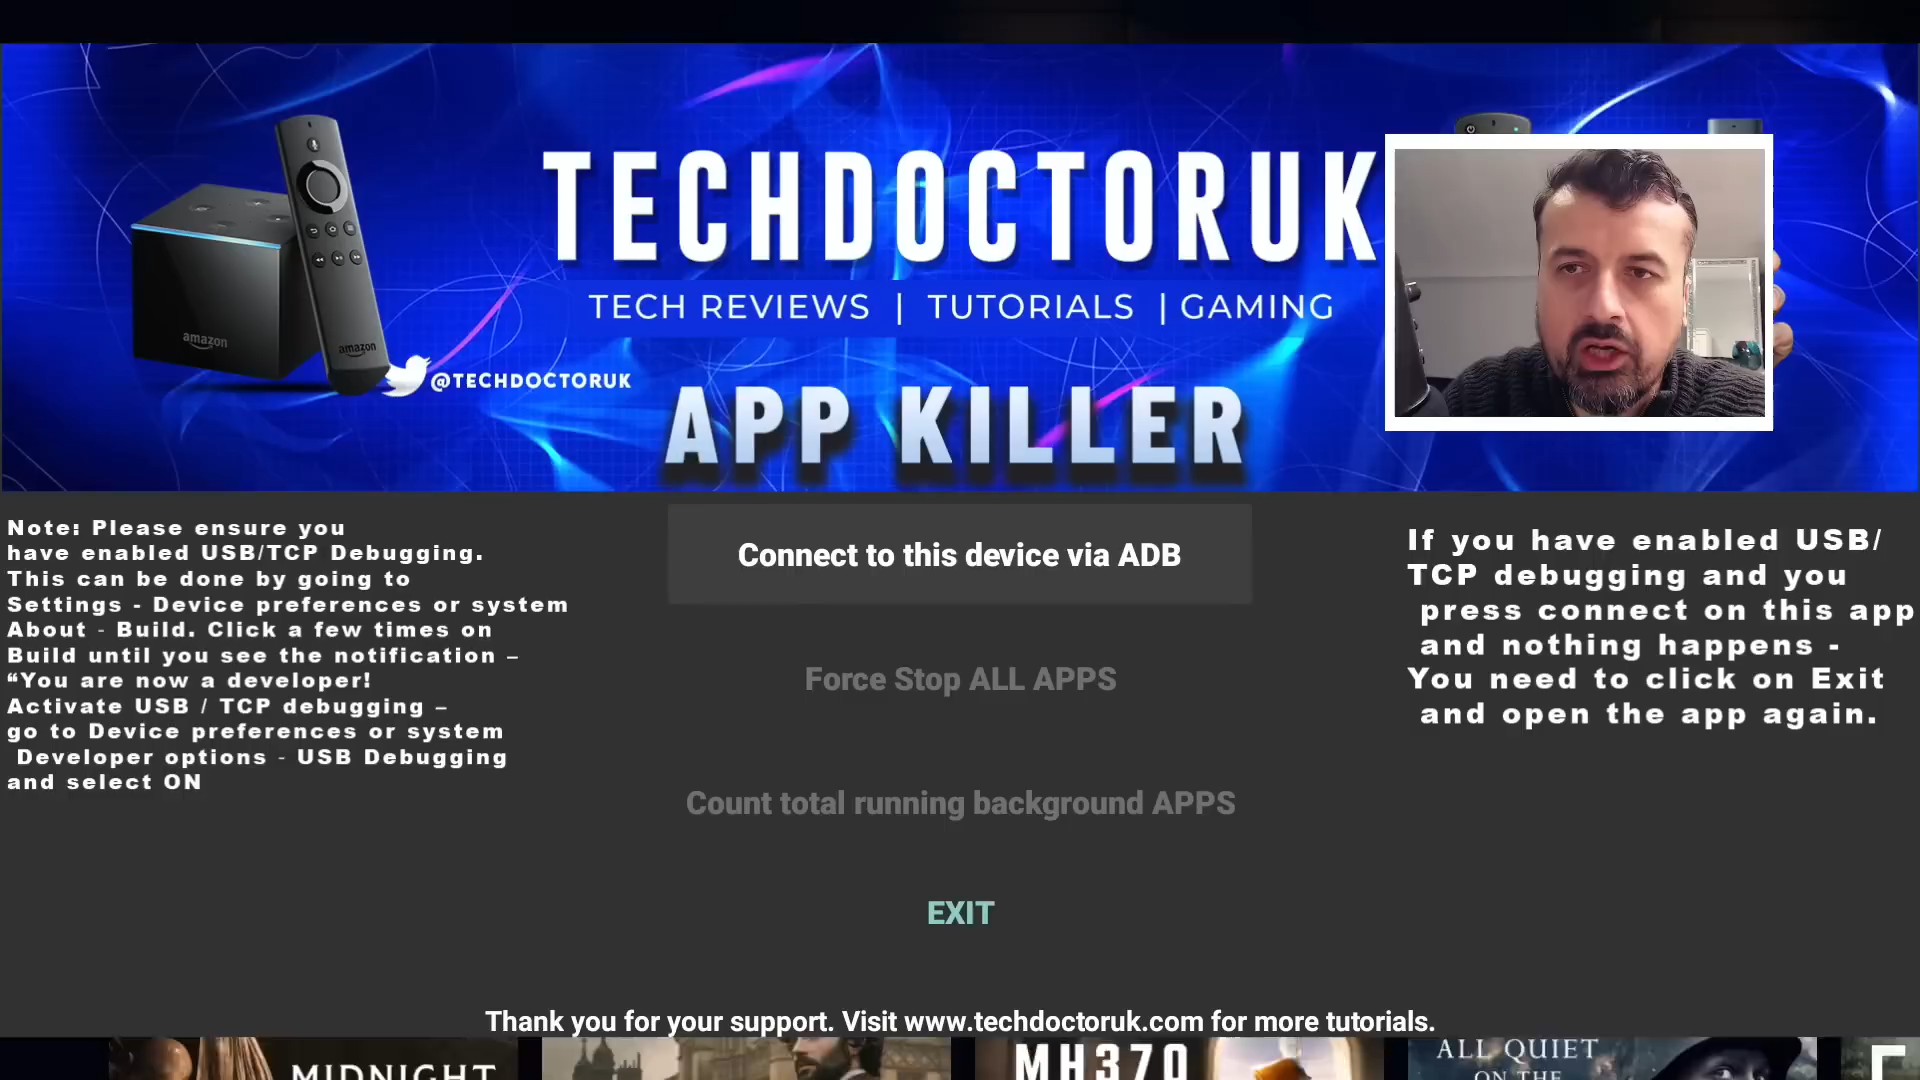 TECHDOCTORUK
TECH REVIEWS | TUTORIALS | GAMING
amazon
amazon
@TECHDOCTORUK
APP KILLER
Note: Please ensure you
have enabled USB/TCP Debugging.
This can be done by going to
Settings - Device preferences or system
About - Build. Click a few times on
Build until you see the notification –
“You are now a developer!
Activate USB / TCP debugging –
go to Device preferences or system
Developer options - USB Debugging
and select ON
Connect to this device via ADB
Force Stop ALL APPS
Count total running background APPS
EXIT
If you have enabled USB/
TCP debugging and you
press connect on this app
and nothing happens -
You need to click on Exit
and open the app again.
Thank you for your support. Visit www.techdoctoruk.com for more tutorials.
MIDNIGHT
MH370
ALL QUIET
ON THE